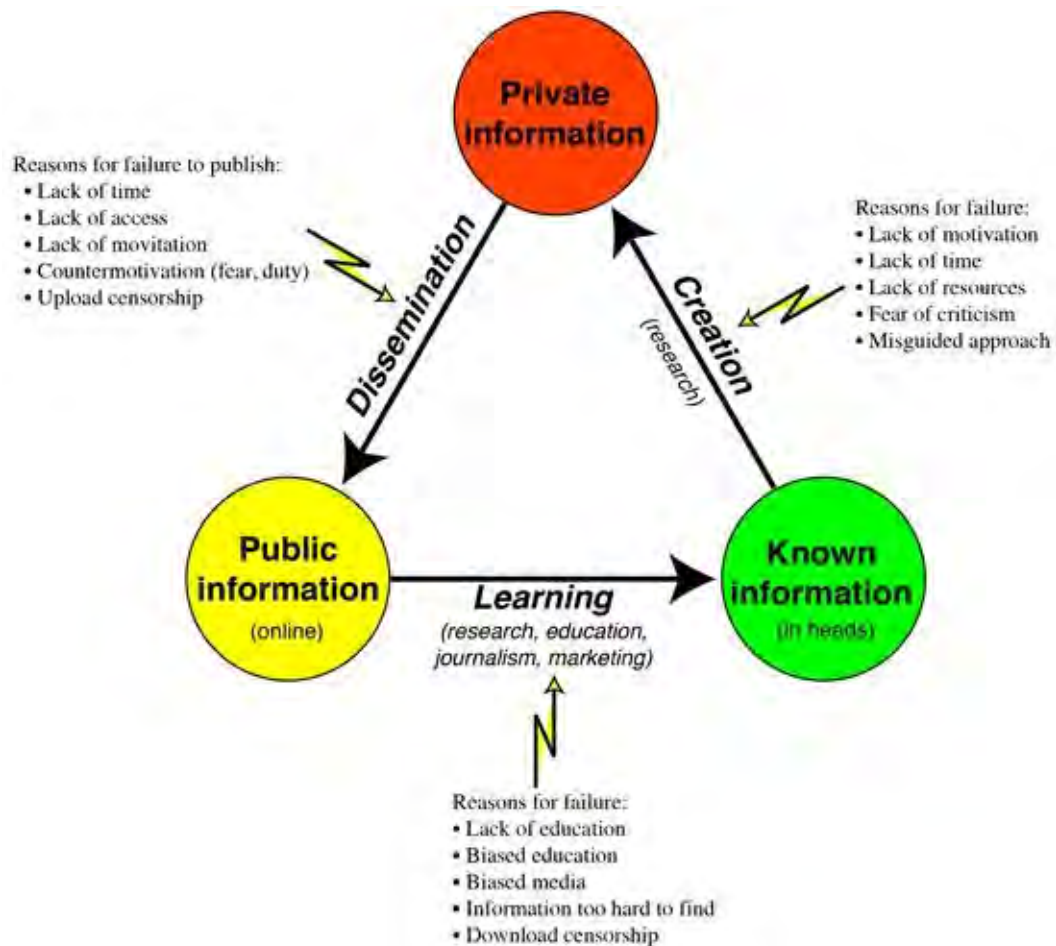 Private
information
Reasons for failure to publish:
• Lack of time
• Lack of access
• Lack of movitation
• Countermotivation (fear, duty)
• Upload censorship
Dissemination
Reasons for failure:
• Lack of motivation
• Lack of time
• Lack of resources
• Fear of criticism
• Misguided approach
Creation
(research)
Public
information
(online)
Learning
(research, education,
journalism, marketing)
Known
information
(in heads)
Reasons for failure:
• Lack of education
• Biased education
• Biased media
• Information too hard to find
• Download censorship